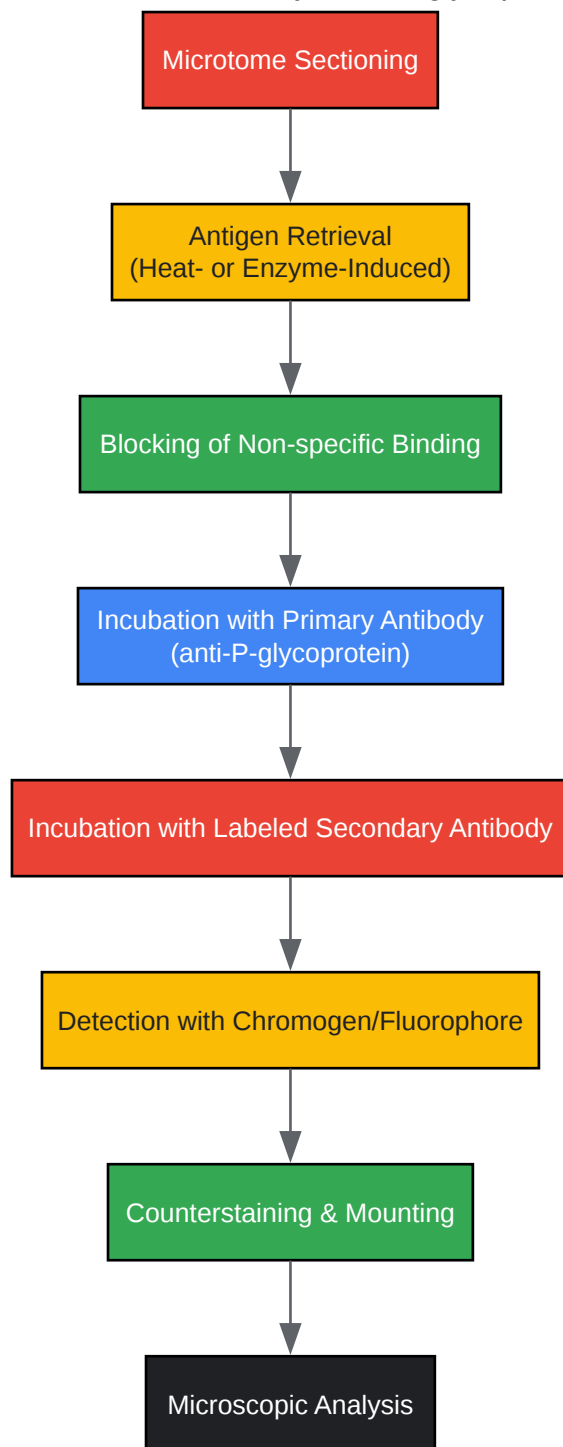 Microtome Sectioning
Antigen Retrieval
(Heat- or Enzyme-Induced)
Blocking of Non-specific Binding
Incubation with Primary Antibody
(anti-P-glycoprotein)
Incubation with Labeled Secondary Antibody
Detection with Chromogen/Fluorophore
Counterstaining & Mounting
Microscopic Analysis